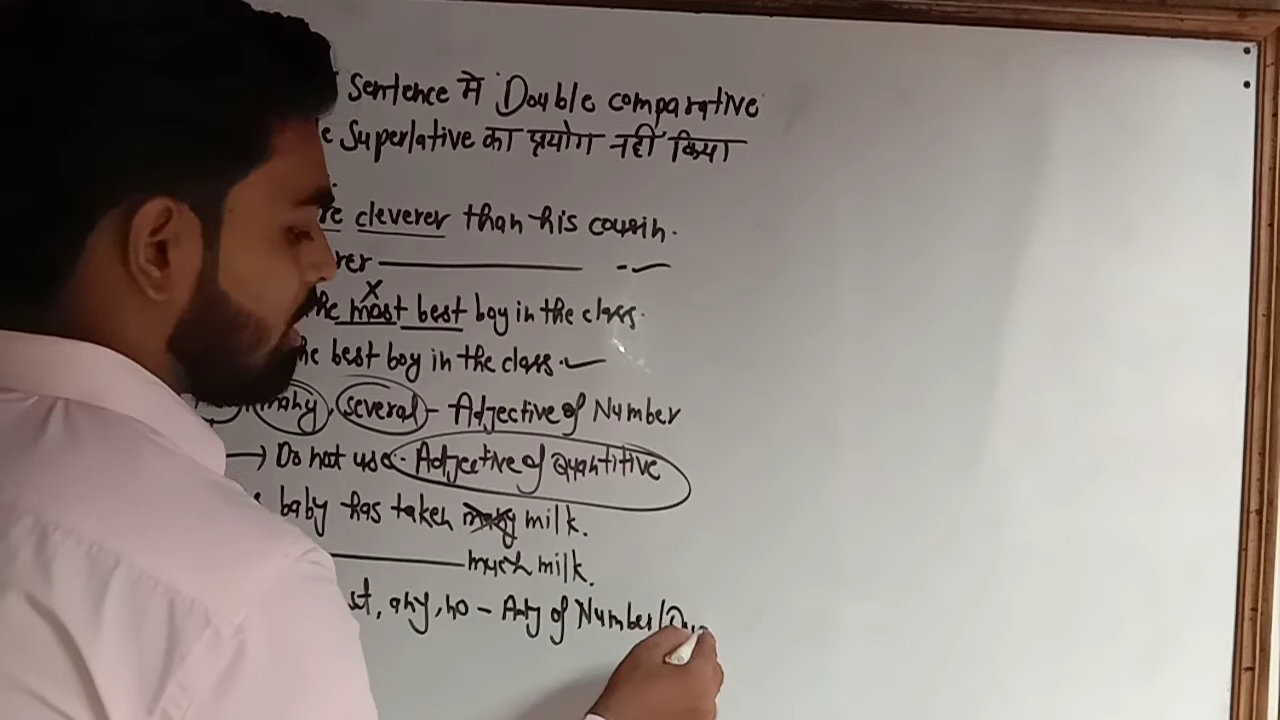 Sentence में Double comparative
Superlative का प्रयोग नहीं किया
cleverer than his cousin.
the most best boy in the class.
the best boy in the class.
many, several - Adjective of Number
→ Do not use - Adjective of Quantitive
baby has taken many milk.
much milk.
any, no - Adj of Number/Qua